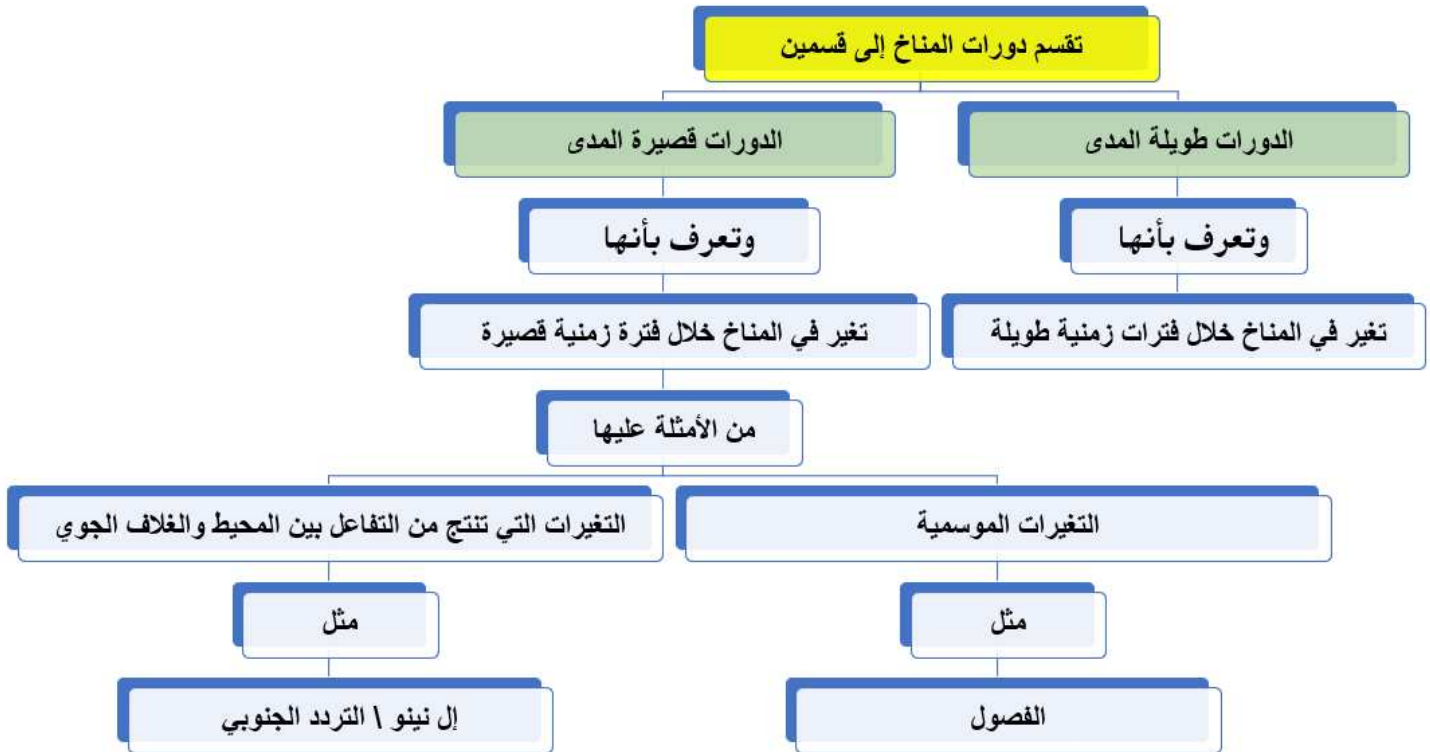 تقسم دورات المناخ إلى قسمين
الدورات طويلة المدى
الدورات قصيرة المدى
وتعرف بأنها
وتعرف بأنها
تغير في المناخ خلال فترات زمنية طويلة
تغير في المناخ خلال فترة زمنية قصيرة
من الأمثلة عليها
التغيرات الموسمية
التغيرات التي تنتج من التفاعل بين المحيط والغلاف الجوي
مثل
مثل
الفصول
إل نينو \ التردد الجنوبي